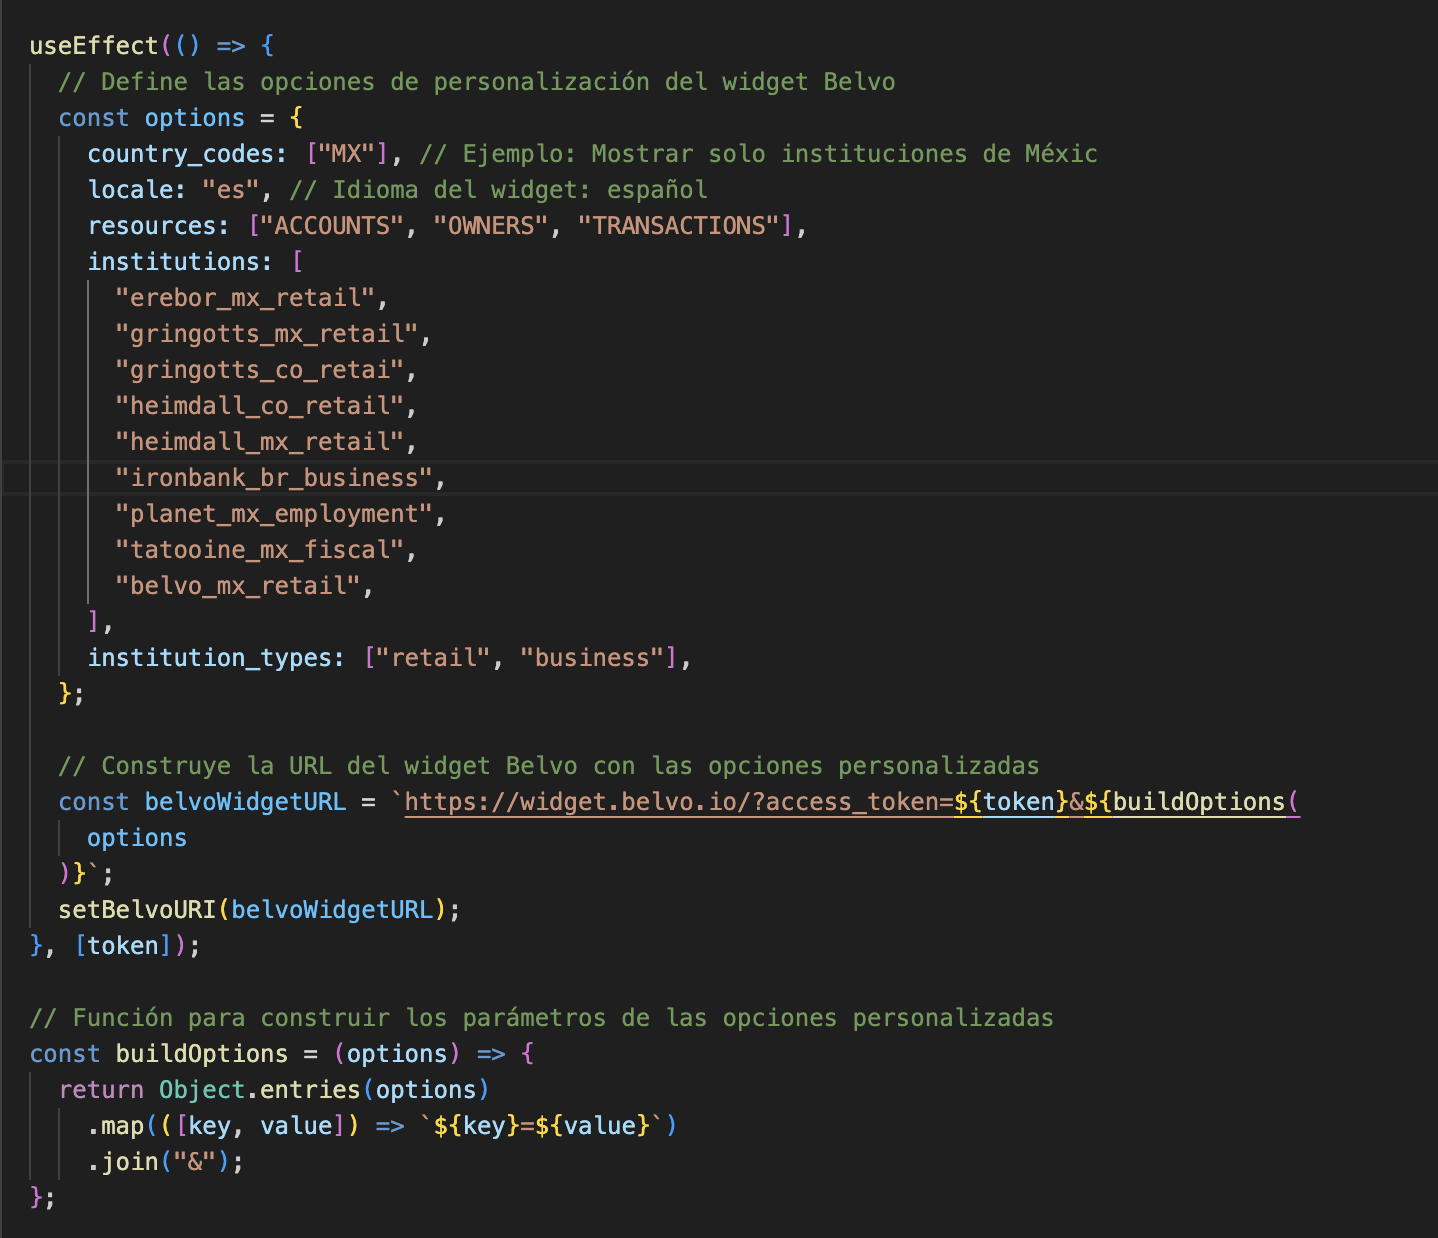 useEffect(() => {
  // Define las opciones de personalización del widget Belvo
  const options = {
    country_codes: ["MX"], // Ejemplo: Mostrar solo instituciones de Méxic
    locale: "es", // Idioma del widget: español
    resources: ["ACCOUNTS", "OWNERS", "TRANSACTIONS"],
    institutions: [
      "erebor_mx_retail",
      "gringotts_mx_retail",
      "gringotts_co_retai",
      "heimdall_co_retail",
      "heimdall_mx_retail",
      "ironbank_br_business",
      "planet_mx_employment",
      "tatooine_mx_fiscal",
      "belvo_mx_retail",
    ],
    institution_types: ["retail", "business"],
  };

  // Construye la URL del widget Belvo con las opciones personalizadas
  const belvoWidgetURL = `https://widget.belvo.io/?access_token=${token}&${buildOptions(
    options
  )}`;
  setBelvoURI(belvoWidgetURL);
}, [token]);

// Función para construir los parámetros de las opciones personalizadas
const buildOptions = (options) => {
  return Object.entries(options)
    .map(([key, value]) => `${key}=${value}`)
    .join("&");
};